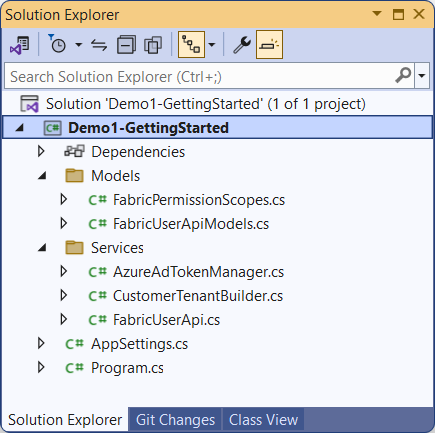 Solution Explorer
Search Solution Explorer (Ctrl+;)
Solution 'Demo1-GettingStarted' (1 of 1 project)
C# Demo1-GettingStarted
Dependencies
Models
C# FabricPermissionScopes.cs
C# FabricUserApiModels.cs
Services
C# AzureAdTokenManager.cs
C# CustomerTenantBuilder.cs
C# FabricUserApi.cs
C# AppSettings.cs
C# Program.cs
Solution Explorer Git Changes Class View